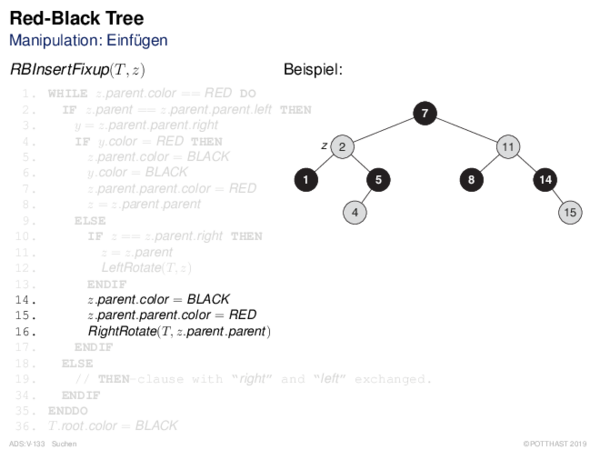 Red-Black Tree
Manipulation: Einfügen
RBInsertFixup(T, z)
1. WHILE z.parent.color == RED DO
2. IF z.parent == z.parent.parent.left THEN
3. y = z.parent.parent.right
4. IF y.color = RED THEN
5. z.parent.color = BLACK
6. y.color = BLACK
7. z.parent.parent.color = RED
8. z = z.parent.parent
9. ELSE
10. IF z == z.parent.right THEN
11. z = z.parent
12. LeftRotate(T, z)
13. ENDIF
14. z.parent.color = BLACK
15. z.parent.parent.color = RED
16. RightRotate(T, z.parent.parent)
17. ENDIF
18. ELSE
19. // THEN-clause with "right" and "left" exchanged.
34. ENDIF
35. ENDDO
36. T.root.color = BLACK
Beispiel:
7
z 2 11
1 5 8 14
4 15
ADS:V-133 Suchen
© POTTHAST 2019